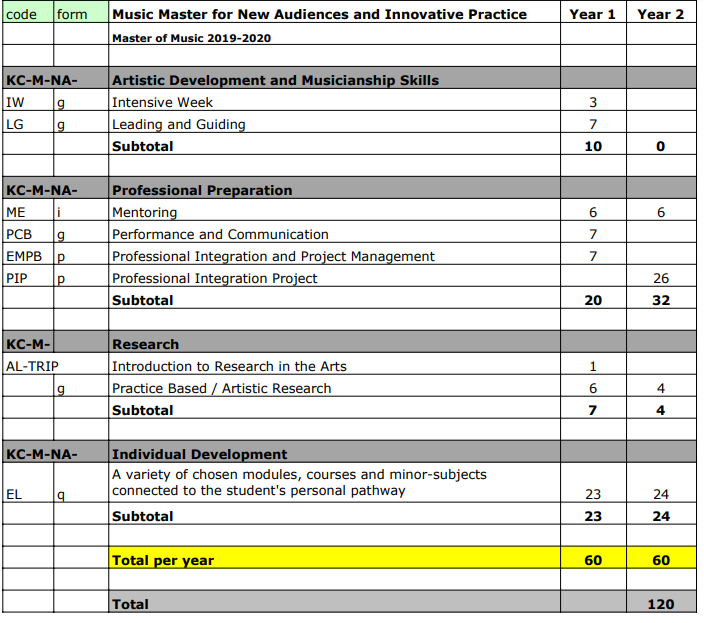 code form Music Master for New Audiences and Innovative Practice Year 1 Year 2
Master of Music 2019-2020
KC-M-NA- Artistic Development and Musicianship Skills
IW g Intensive Week 3
LG g Leading and Guiding 7
Subtotal 10 0
KC-M-NA- Professional Preparation
ME i Mentoring 6 6
PCB g Performance and Communication 7
EMPB p Professional Integration and Project Management 7
PIP p Professional Integration Project 26
Subtotal 20 32
KC-M- Research
AL-TRIP Introduction to Research in the Arts 1
g Practice Based / Artistic Research 6 4
Subtotal 7 4
KC-M-NA- Individual Development
A variety of chosen modules, courses and minor-subjects
EL g connected to the student's personal pathway 23 24
Subtotal 23 24
Total per year 60 60
Total 120